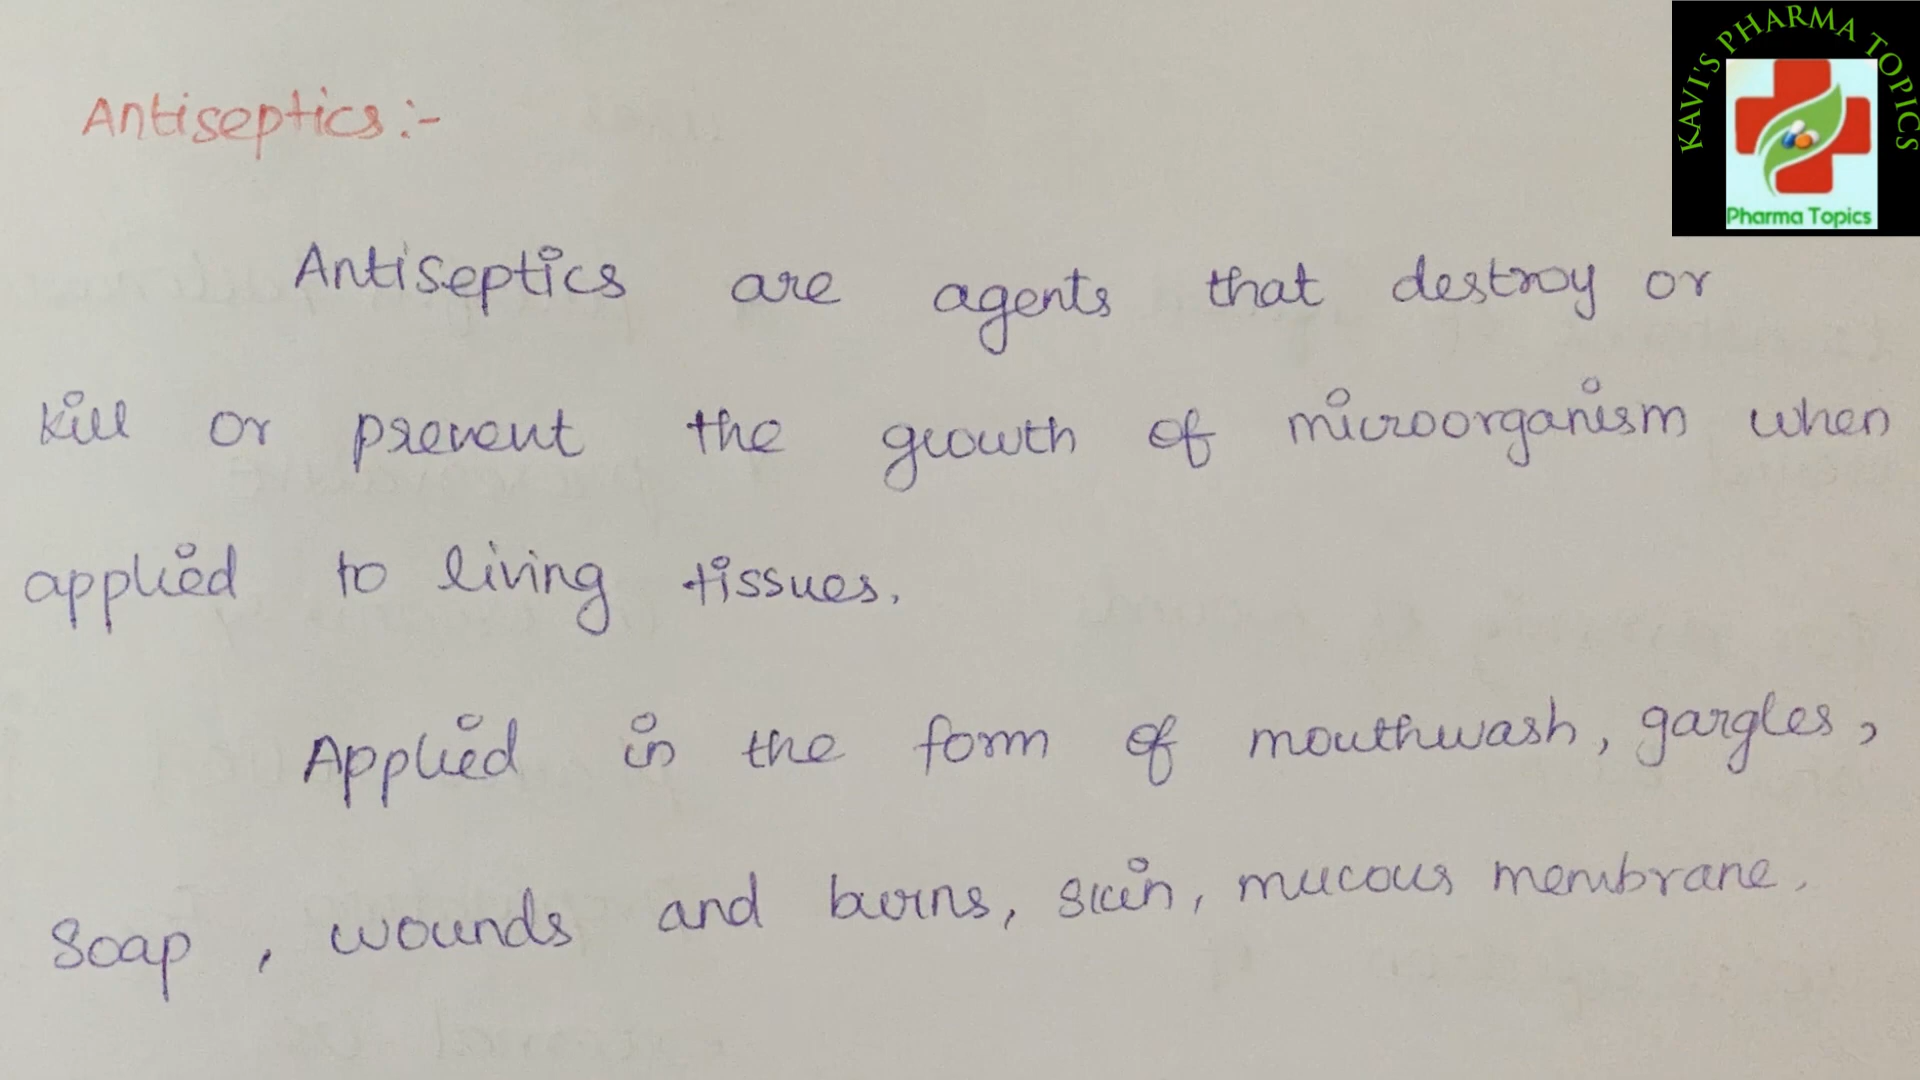 KAVI'S PHARMA TOPICS
Pharma Topics
Antiseptics:-
Antiseptics are agents that destroy or
kill or prevent the growth of microorganism when
applied to living tissues.
Applied in the form of mouthwash, gargles,
Soap, wounds and burns, skin, mucous membrane.